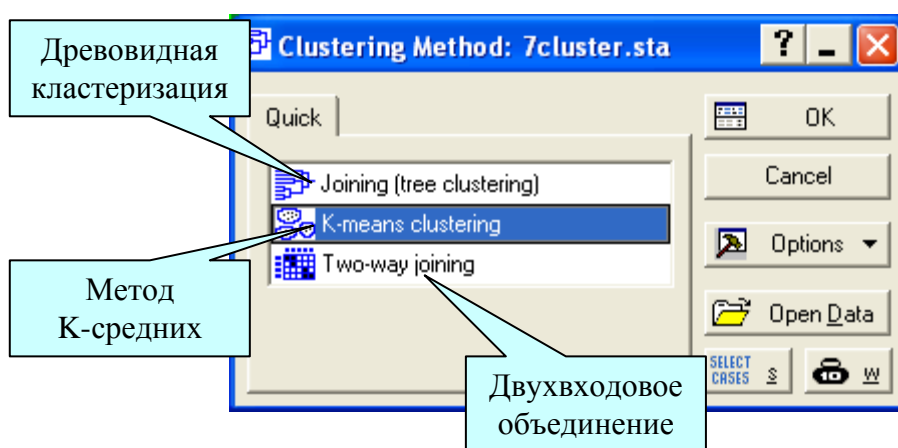 Древовидная
кластеризация
Clustering Method: 7cluster.sta
?
Quick
OK
Joining (tree clustering)
Cancel
K-means clustering
Two-way joining
Options
Метод
К-средних
Open Data
SELECT
CASES
S
10
W
Двухвходовое
объединение